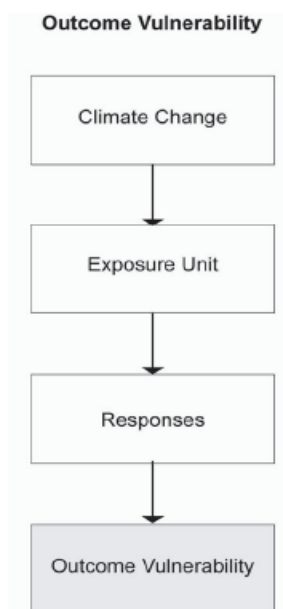 Outcome Vulnerability
Climate Change
Exposure Unit
Responses
Outcome Vulnerability